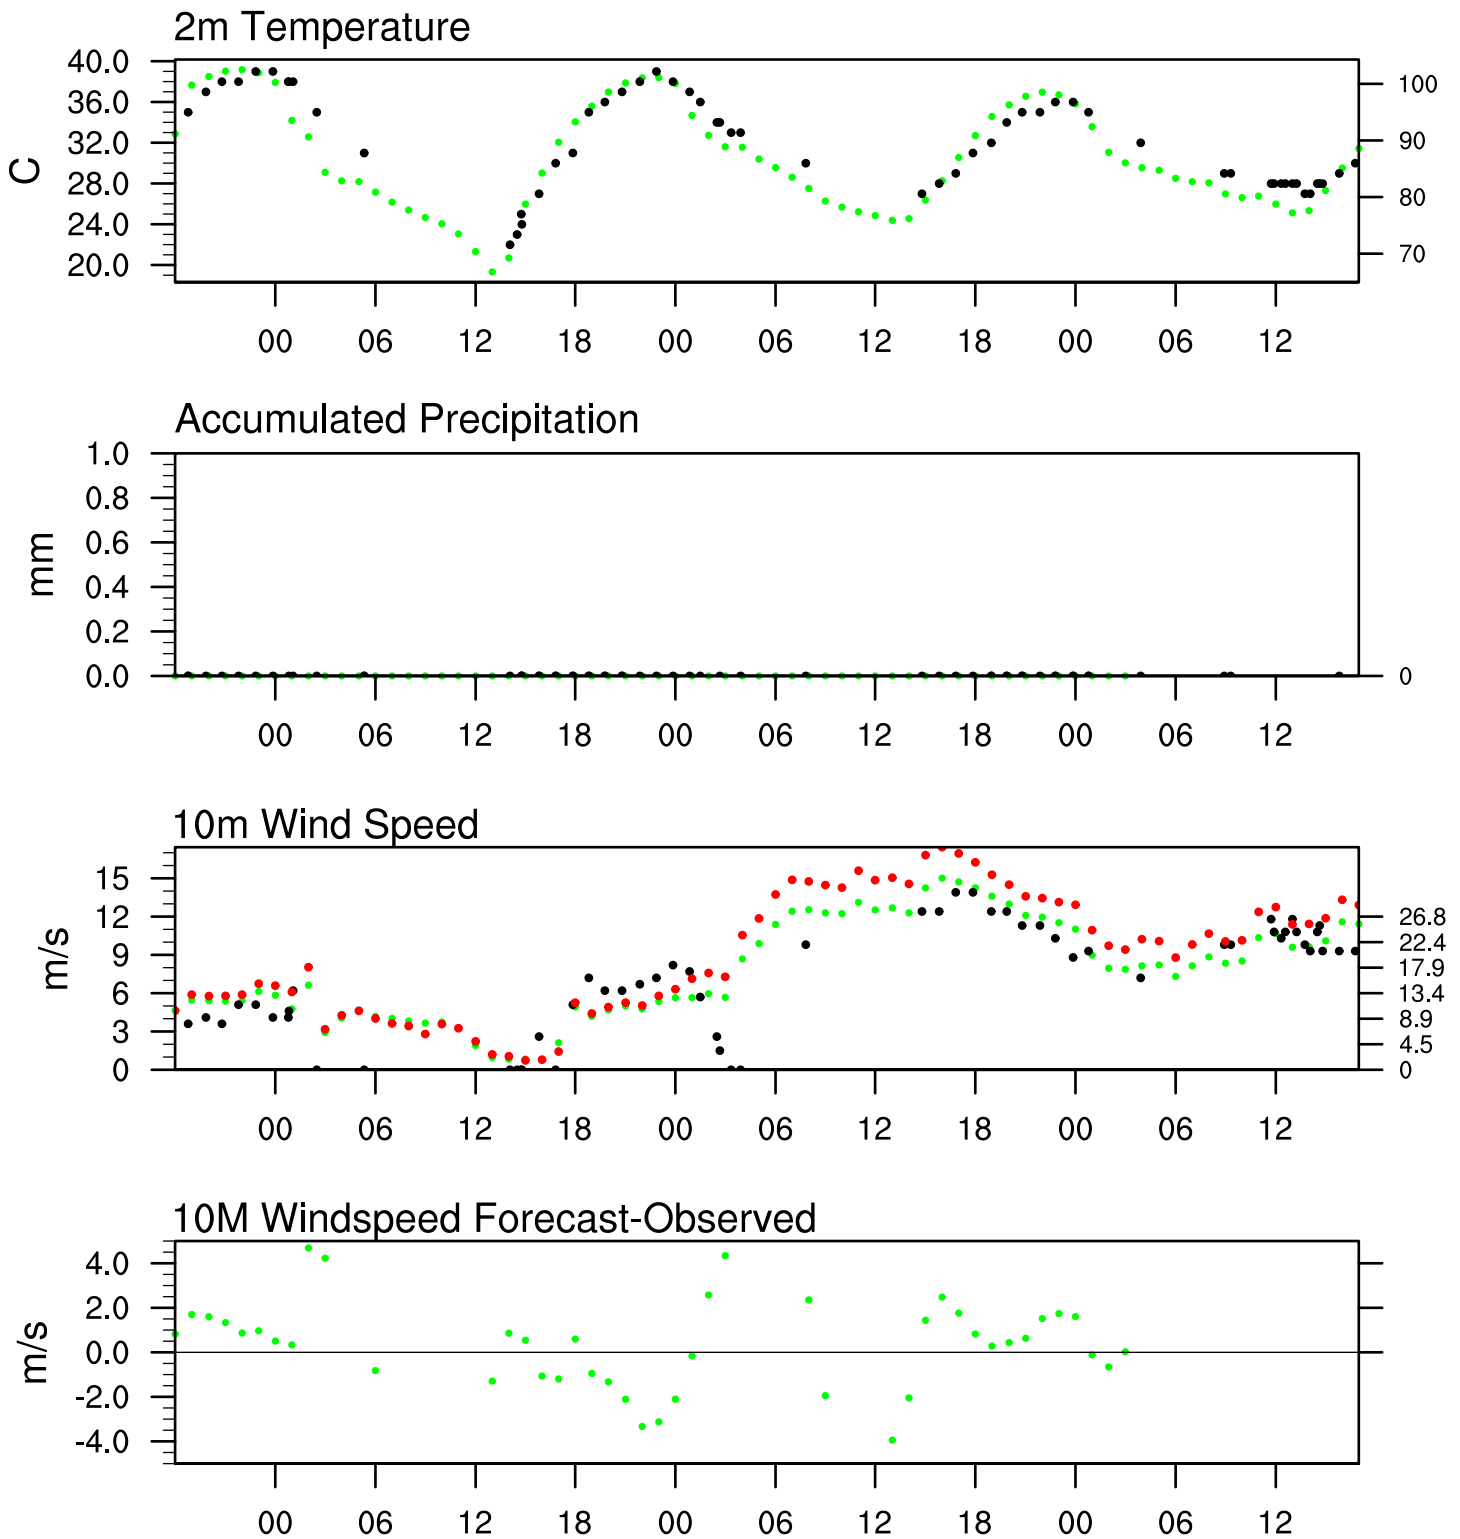 2m Temperature
40.0
36.0
32.0
28.0
24.0
20.0
C
100
90
80
70
00 06 12 18 00 06 12 18 00 06 12
Accumulated Precipitation
1.0
0.8
0.6
0.4
0.2
0.0
mm
0
00 06 12 18 00 06 12 18 00 06 12
10m Wind Speed
15
12
9
6
3
0
m/s
26.8
22.4
17.9
13.4
8.9
4.5
0
00 06 12 18 00 06 12 18 00 06 12
10M Windspeed Forecast-Observed
4.0
2.0
0.0
-2.0
-4.0
m/s
00 06 12 18 00 06 12 18 00 06 12